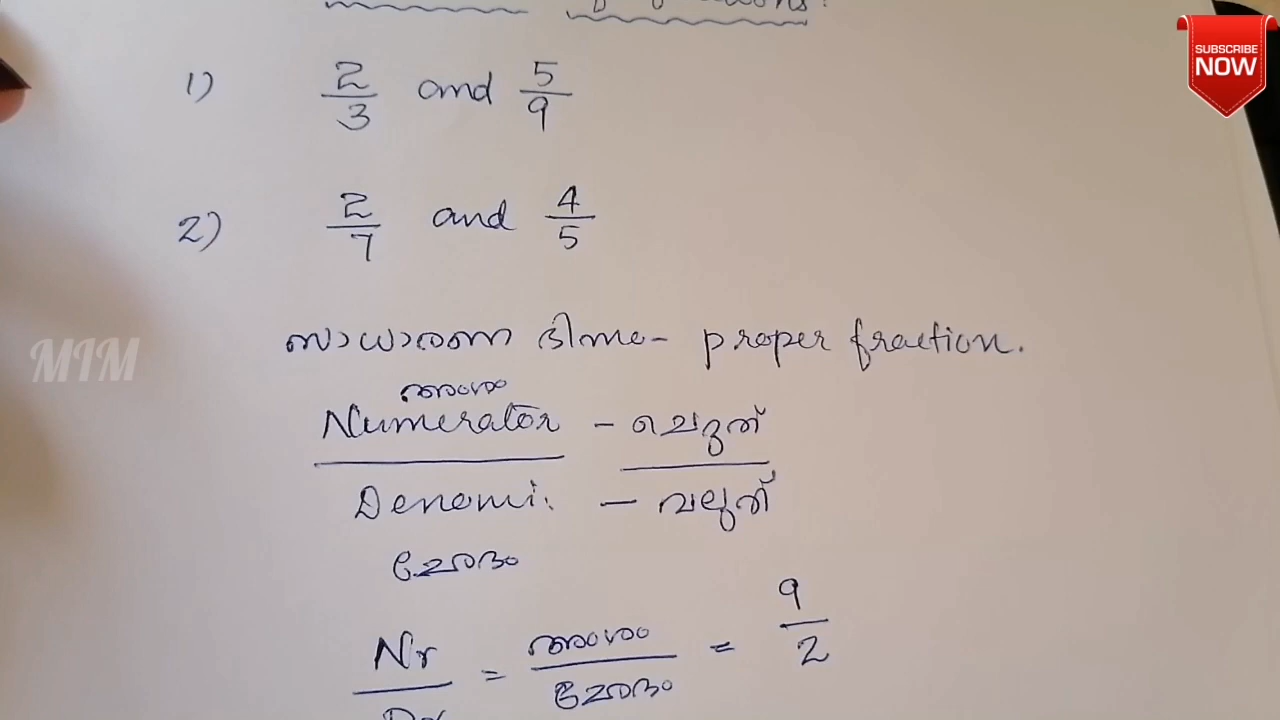 1) 2/3 and 5/9
2) 2/7 and 4/5
സാധാരണ ഭിന്നം - proper fraction.
അംശം
Numerator - ചെറുത്
Denomi. - വലുത്
ഛേദം
Nr = അംശം/ഛേദം = 9/2
SUBSCRIBE
NOW
MIM